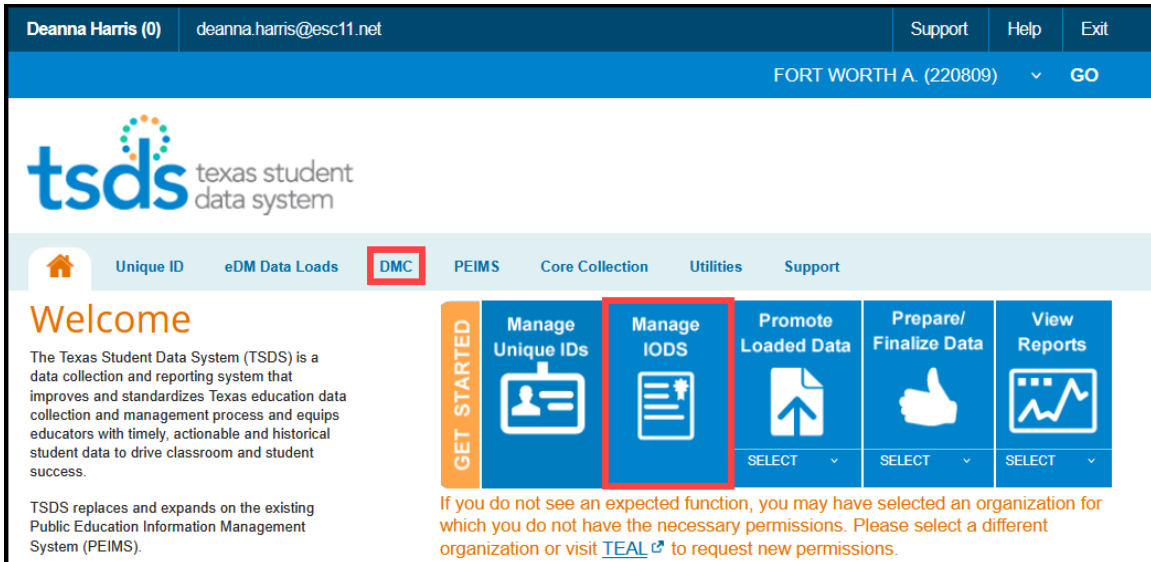 Deanna Harris (0) deanna.harris@esc11.net Support Help Exit
FORT WORTH A. (220809) GO
tsds texas student
data system
Unique ID eDM Data Loads DMC PEIMS Core Collection Utilities Support
Welcome
The Texas Student Data System (TSDS) is a
data collection and reporting system that
improves and standardizes Texas education data
collection and management process and equips
educators with timely, actionable and historical
student data to drive classroom and student
success.
TSDS replaces and expands on the existing
Public Education Information Management
System (PEIMS).
GET STARTED
Manage
Unique IDs
Manage
IODS
Promote
Loaded Data
SELECT
Prepare/
Finalize Data
SELECT
View
Reports
SELECT
If you do not see an expected function, you may have selected an organization for
which you do not have the necessary permissions. Please select a different
organization or visit TEAL to request new permissions.